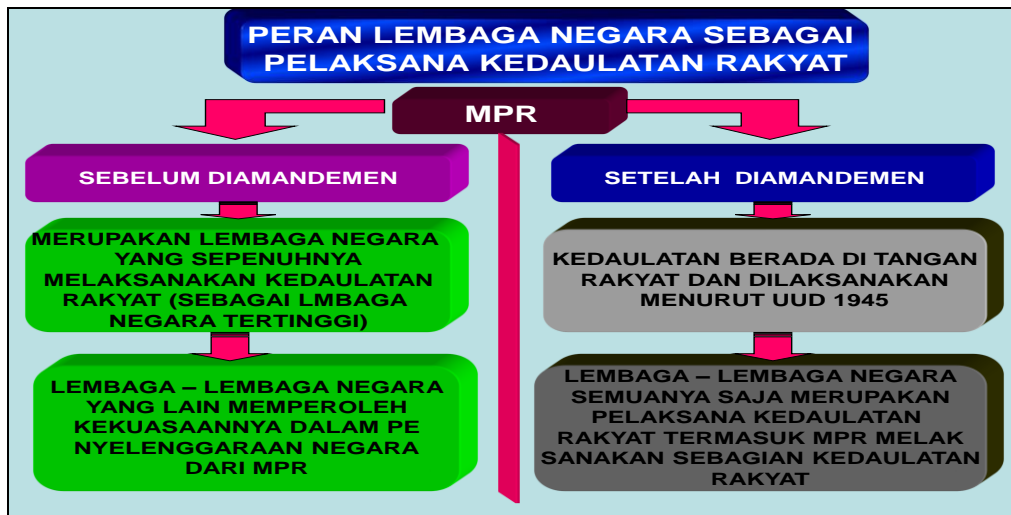 PERAN LEMBAGA NEGARA SEBAGAI
PELAKSANA KEDAULATAN RAKYAT
MPR
SEBELUM DIAMANDEMEN
MERUPAKAN LEMBAGA NEGARA
YANG SEPENUHNYA
MELAKSANAKAN KEDAULATAN
RAKYAT (SEBAGAI LMBAGA
NEGARA TERTINGGI)
LEMBAGA – LEMBAGA NEGARA
YANG LAIN MEMPEROLEH
KEKUASAANNYA DALAM PE
NYELENGGARAAN NEGARA
DARI MPR
SETELAH DIAMANDEMEN
KEDAULATAN BERADA DI TANGAN
RAKYAT DAN DILAKSANAKAN
MENURUT UUD 1945
LEMBAGA – LEMBAGA NEGARA
SEMUANYA SAJA MERUPAKAN
PELAKSANA KEDAULATAN
RAKYAT TERMASUK MPR MELAK
SANAKAN SEBAGIAN KEDAULATAN
RAKYAT